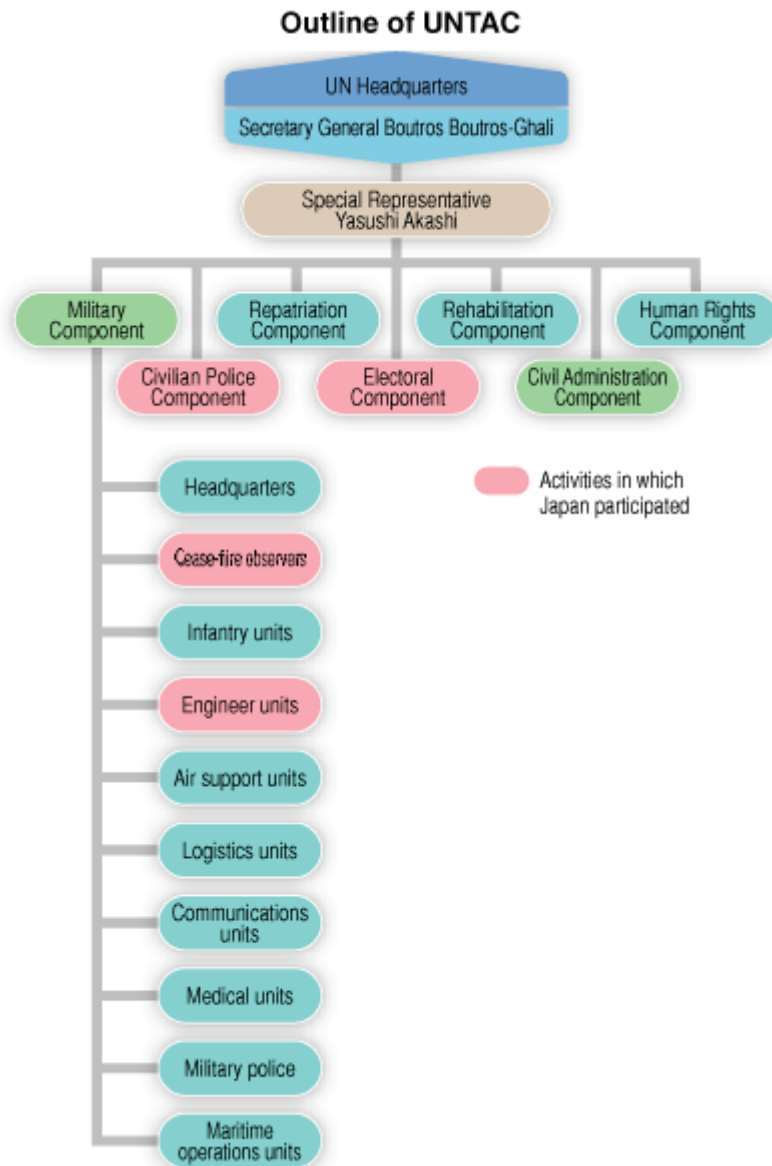 Outline of UNTAC
UN Headquarters
Secretary General Boutros Boutros-Ghali
Special Representative
Yasushi Akashi
Military
Component
Repatriation
Component
Rehabilitation
Component
Human Rights
Component
Civilian Police
Component
Electoral
Component
Civil Administration
Component
Headquarters
Activities in which
Japan participated
Cease-fire observers
Infantry units
Engineer units
Air support units
Logistics units
Communications
units
Medical units
Military police
Maritime
operations units